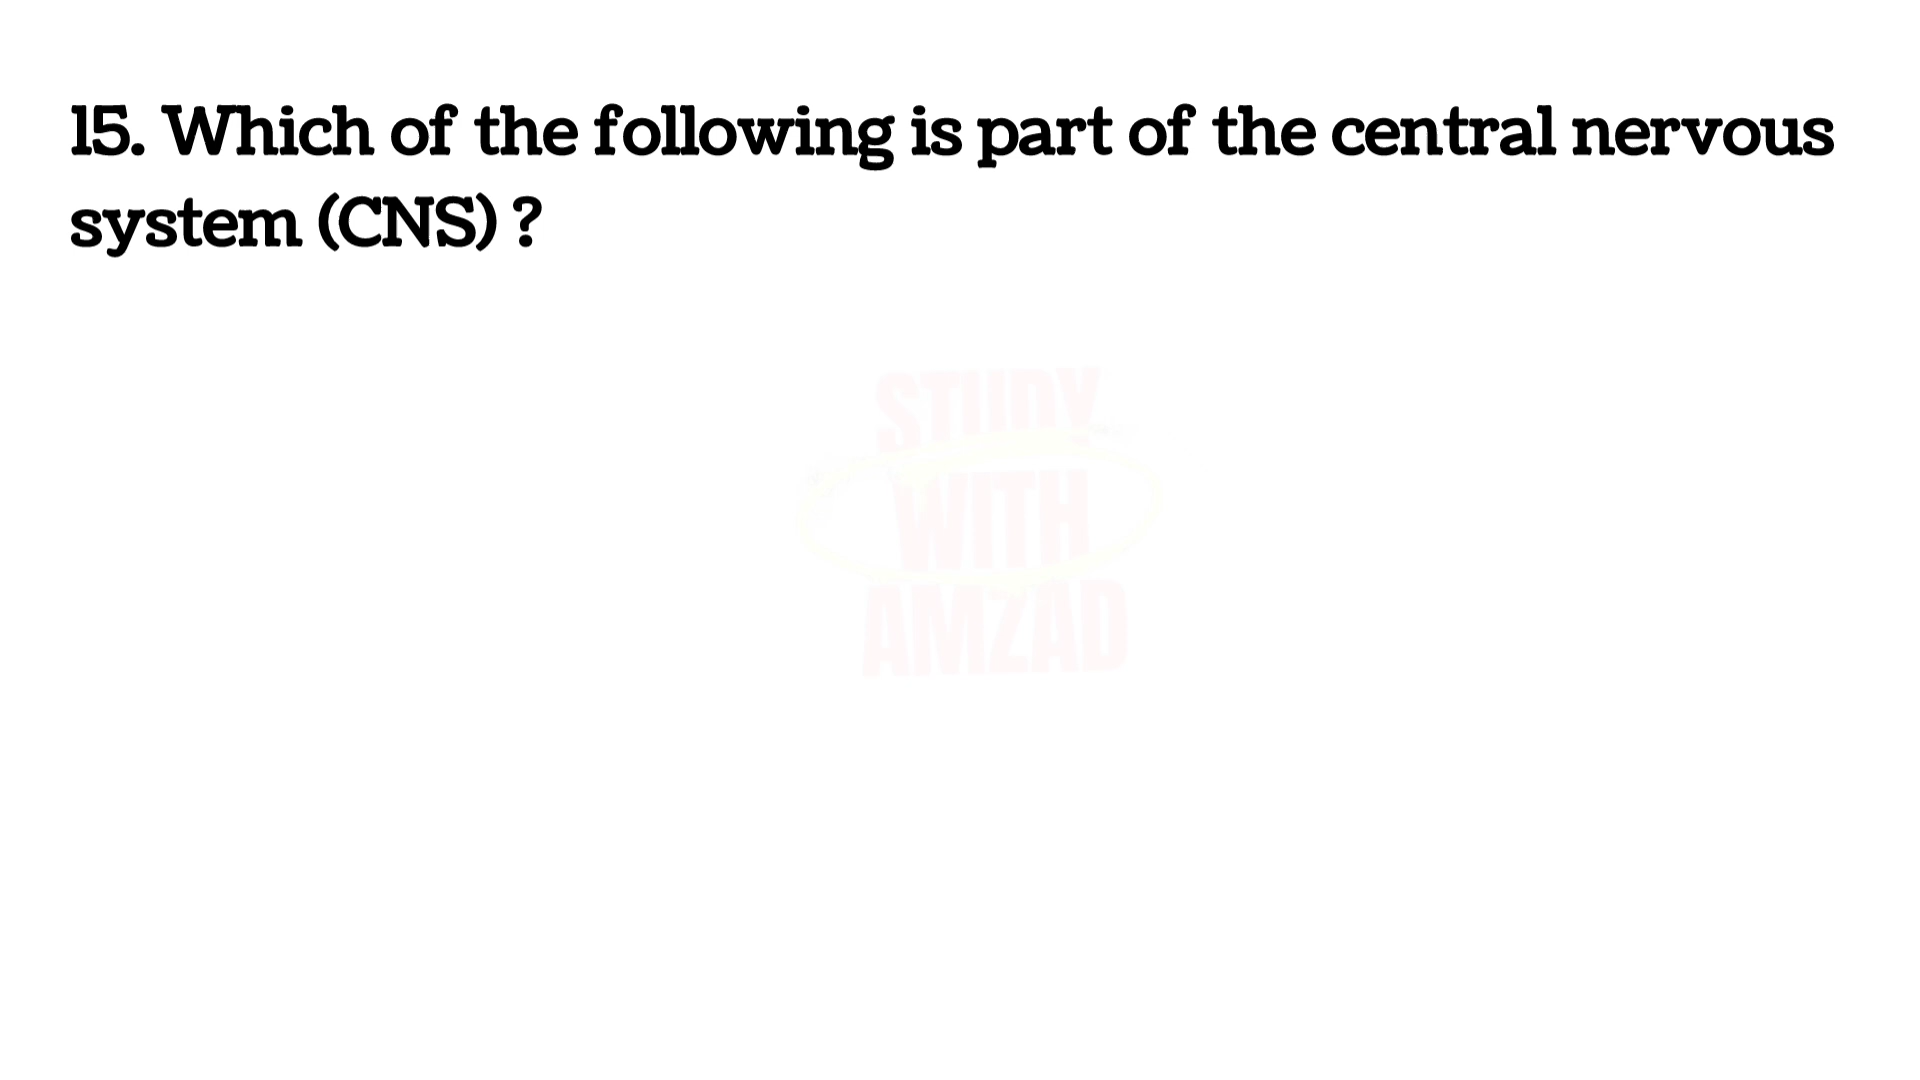 15. Which of the following is part of the central nervous
system (CNS) ?
STUDY
WITH
AMZAD